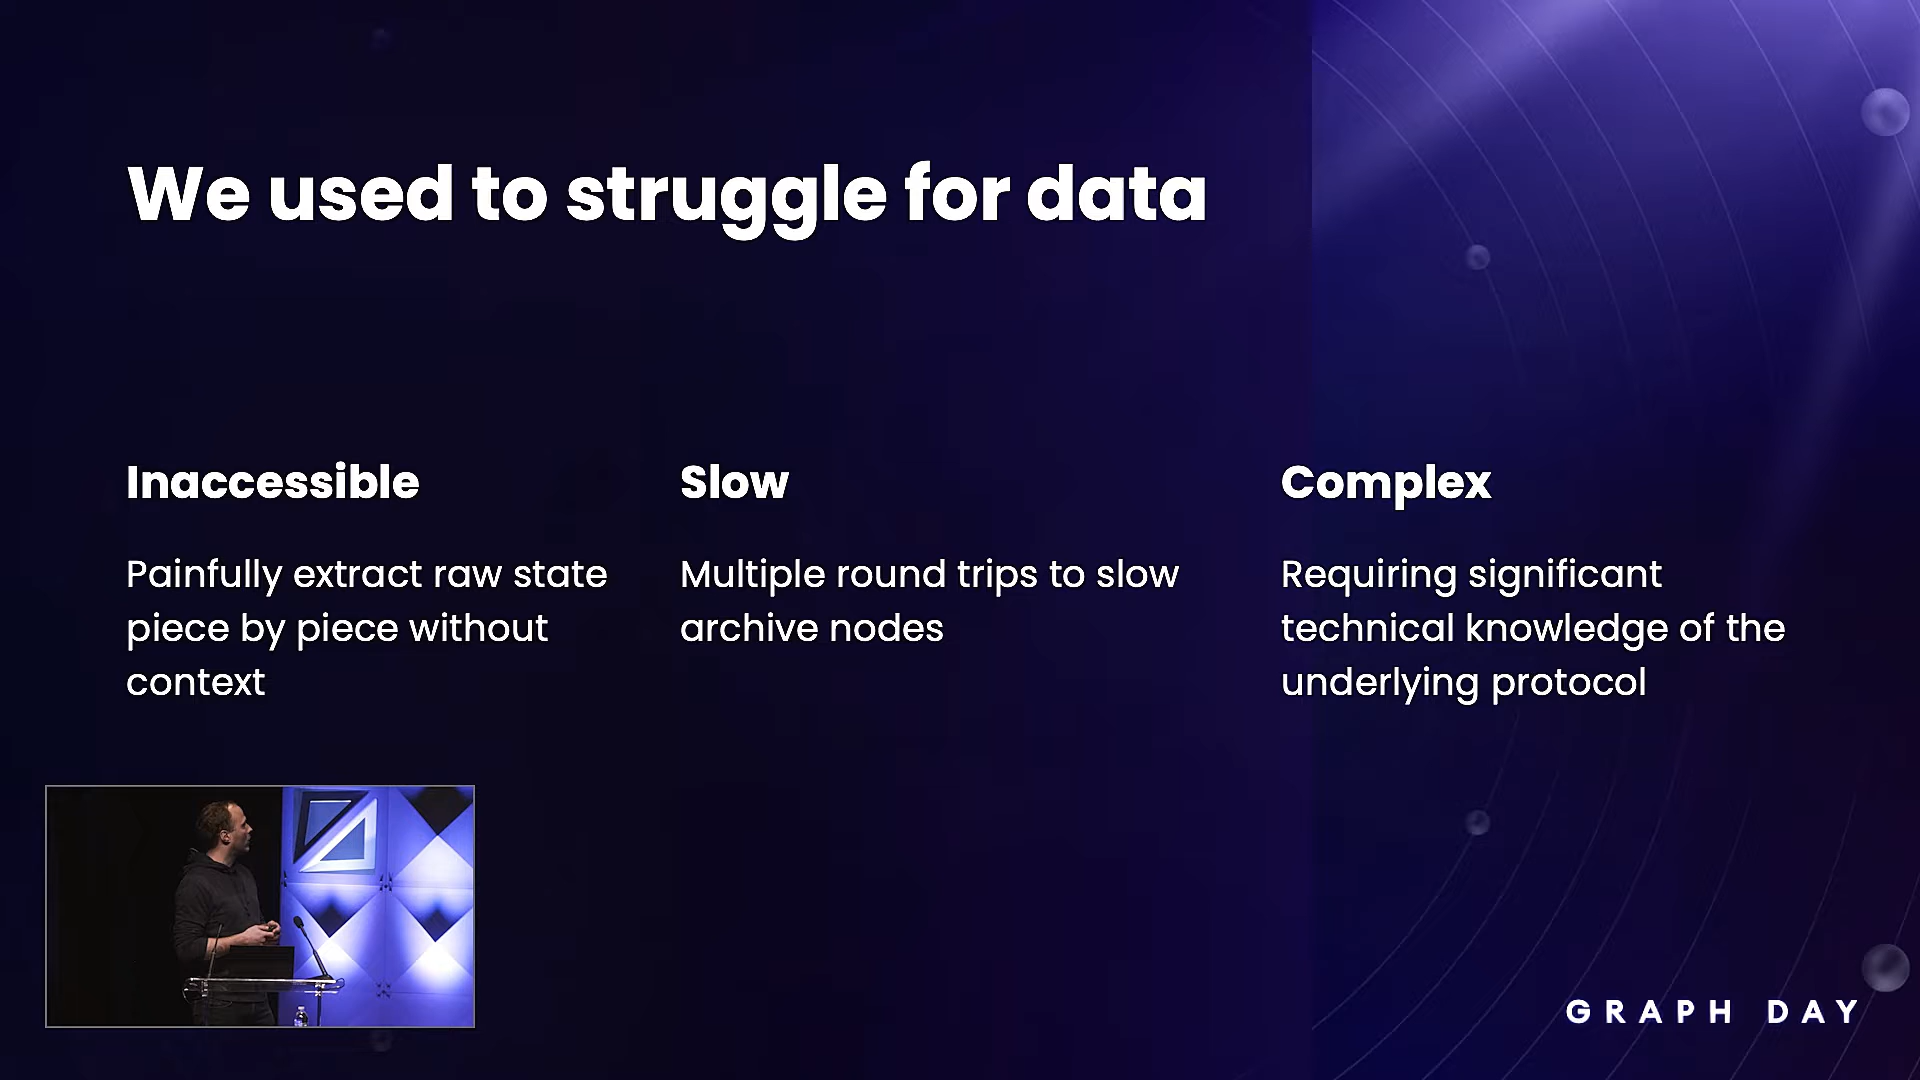 We used to struggle for data
Inaccessible
Painfully extract raw state
piece by piece without
context
Slow
Multiple round trips to slow
archive nodes
Complex
Requiring significant
technical knowledge of the
underlying protocol
GRAPH DAY